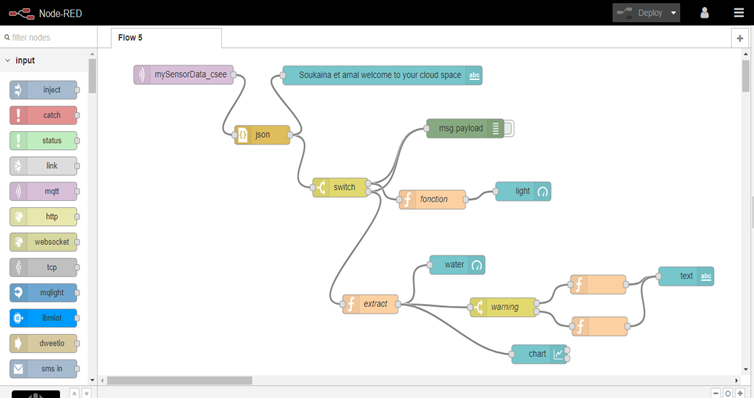 Node-RED
Deploy
filter nodes
Flow 5
input
inject
catch
status
link
mqtt
http
websocket
tcp
mqlight
ibmiot
dweetio
sms in
mySensorData_csee
Soukaina et amal welcome to your cloud space
abc
json
msg.payload
switch
fonction
light
water
extract
warning
text
abc
chart